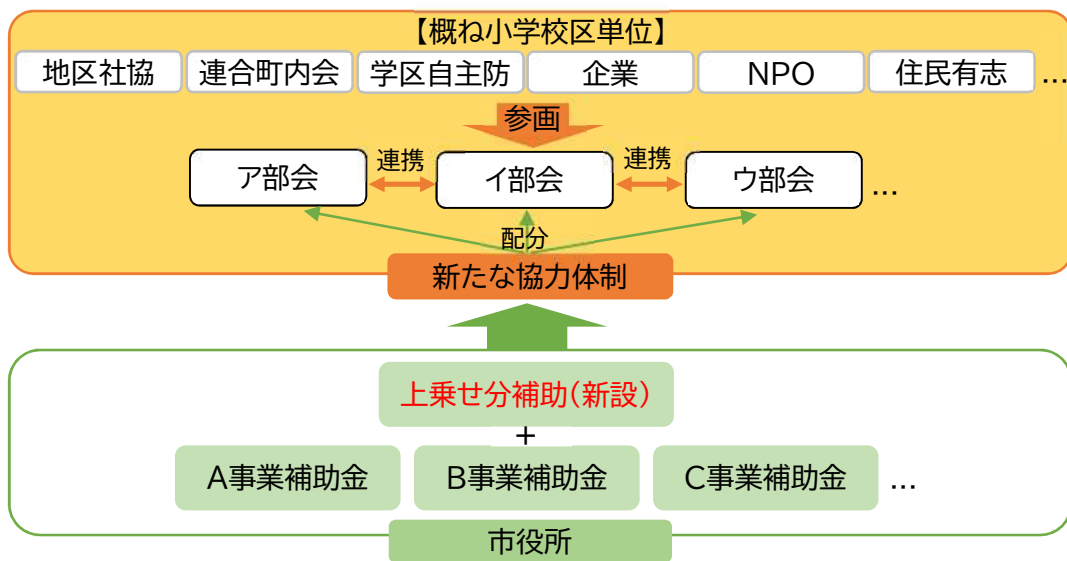 【概ね小学校区単位】
地区社協
連合町内会
学区自主防
企業
NPO
住民有志
…
参画
ア部会
連携
イ部会
連携
ウ部会
…
配分
新たな協力体制
上乗せ分補助(新設)
+
A事業補助金
B事業補助金
C事業補助金
…
市役所